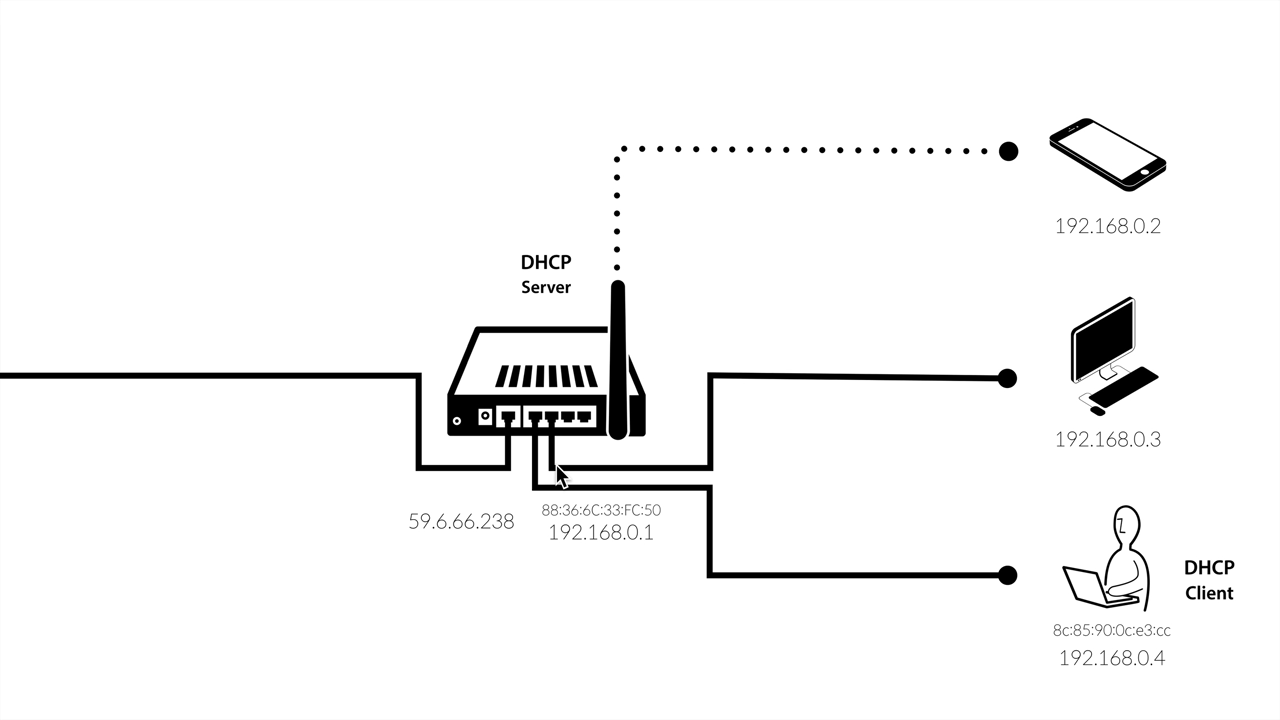 192.168.0.2
DHCP
Server
192.168.0.3
59.6.66.238
88:36:6C:33:FC:50
192.168.0.1
DHCP
Client
8c:85:90:0c:e3:cc
192.168.0.4